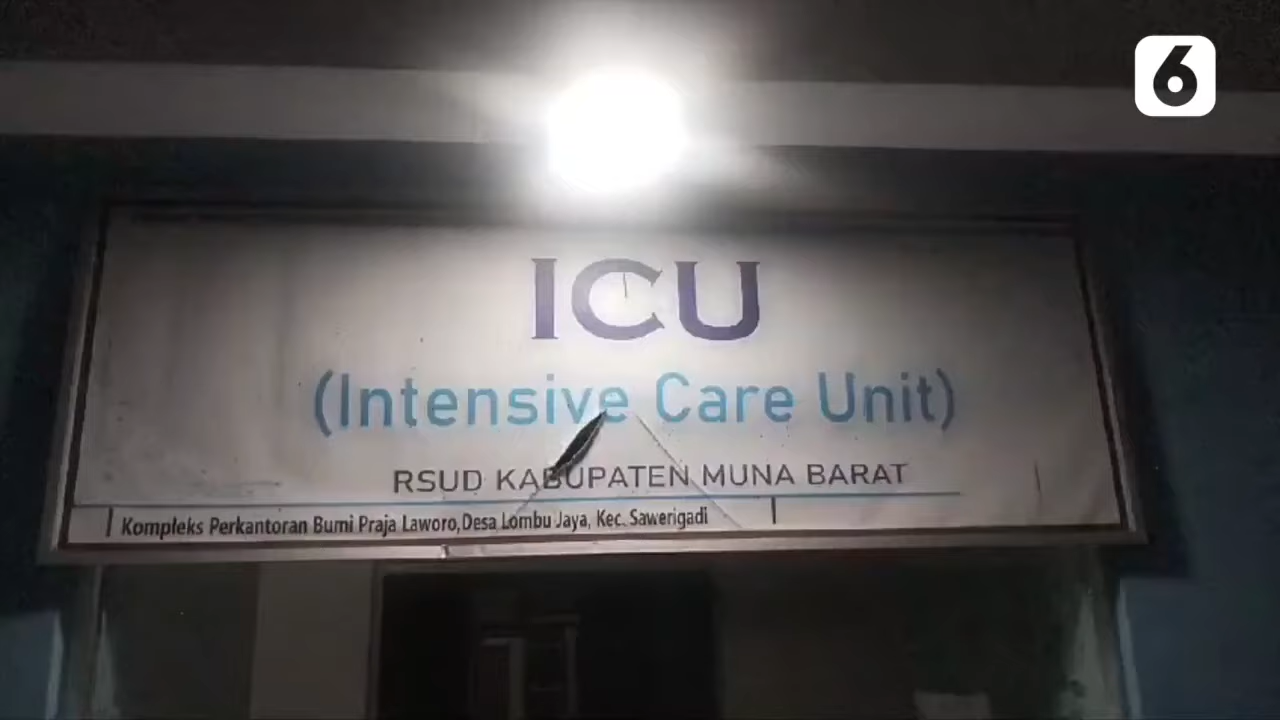 6
ICU
(Intensive Care Unit)
RSUD KABUPATEN MUNA BARAT
Kompleks Perkantoran Bumi Praja Laworo,Desa Lombu Jaya, Kec. Sawerigadi